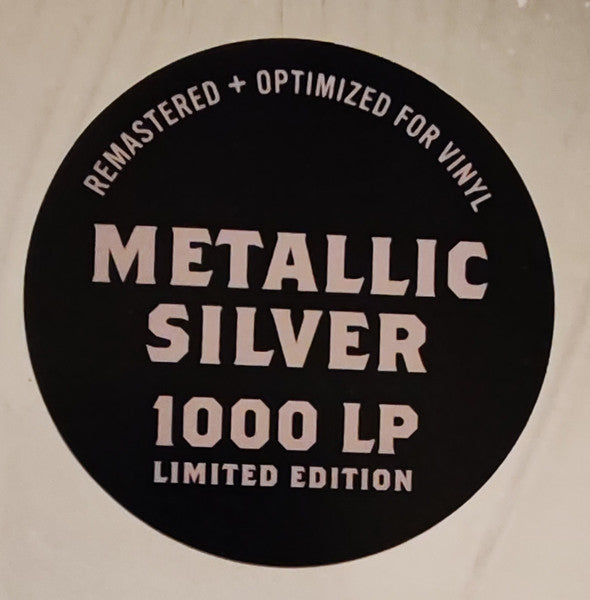 REMASTERED + OPTIMIZED FOR VINYL
METALLIC
SILVER
1000 LP
LIMITED EDITION